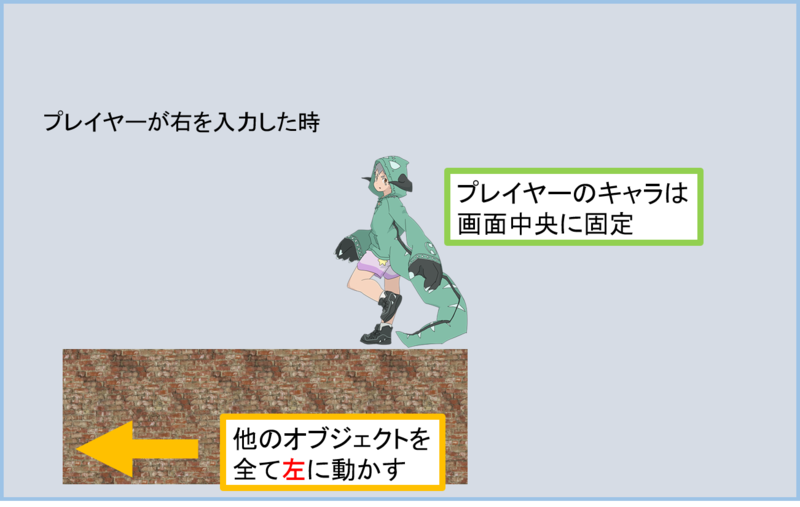 プレイヤーが右を入力した時
プレイヤーのキャラは
画面中央に固定
他のオブジェクトを
全て左に動かす